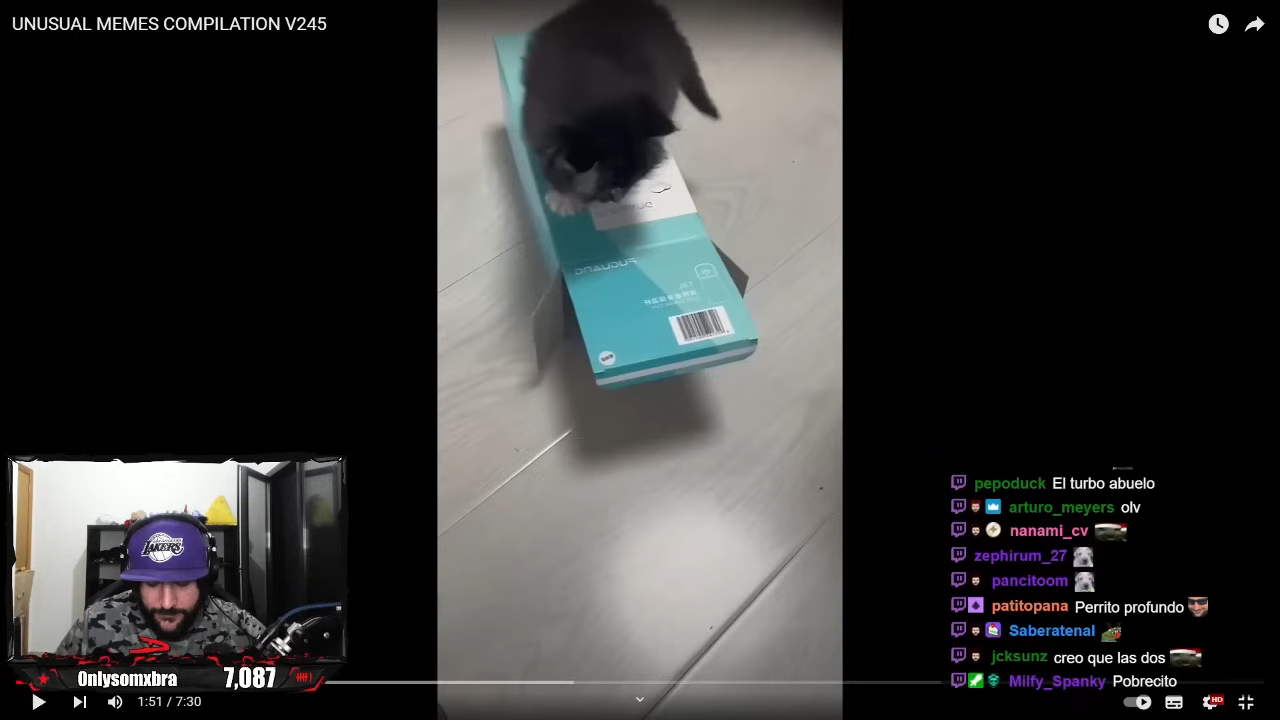 UNUSUAL MEMES COMPILATION V245
LAKERS
Onlysomxbra 7,087
pepoduck El turbo abuelo
arturo_meyers olv
nanami_cv
zephirum_27
pancitoom
patitopana Perrito profundo
Saberatenal
jcksunz creo que las dos
Milfy_Spanky Pobrecito
1:51 / 7:30
HD